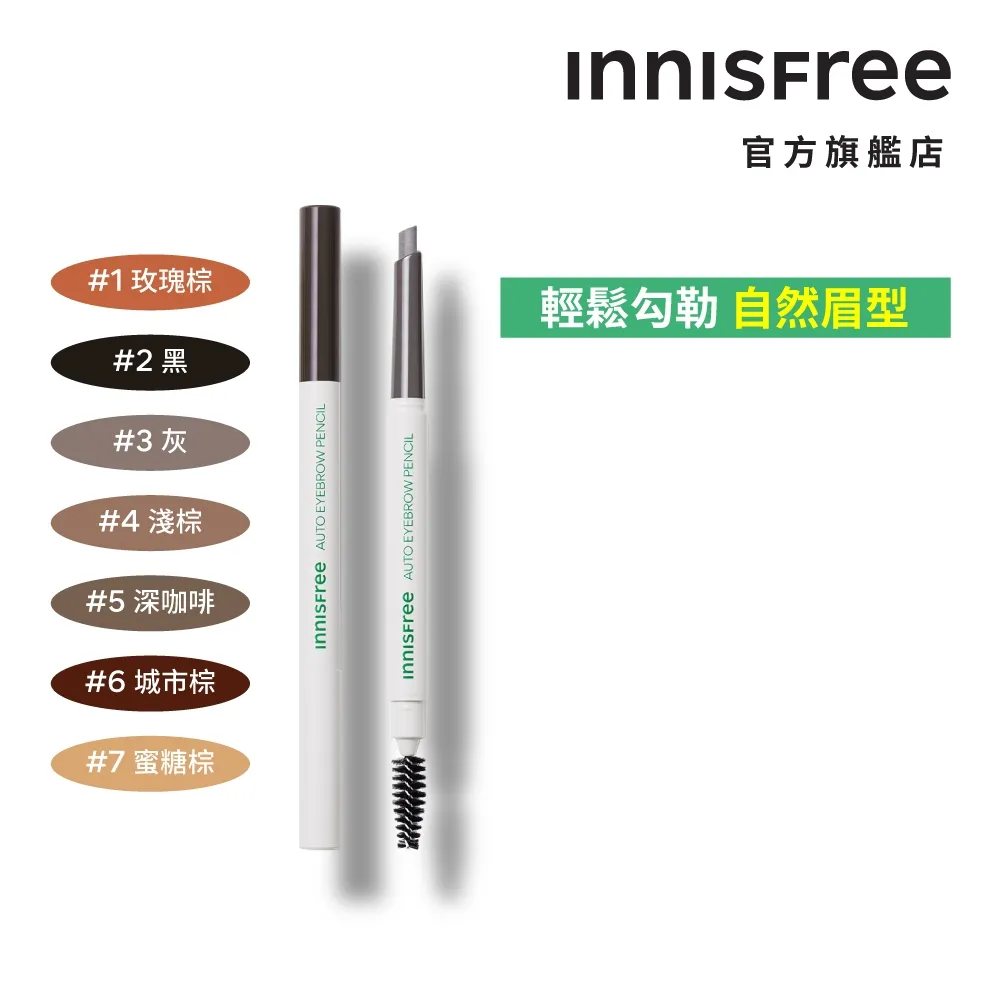 INNISFree
官方旗艦店
輕鬆勾勒 自然眉型
#1 玫瑰棕
#2 黑
#3 灰
#4 淺棕
#5 深咖啡
#6 城市棕
#7 蜜糖棕
INNISFree AUTO EYEBROW PENCIL
INNISFree AUTO EYEBROW PENCIL